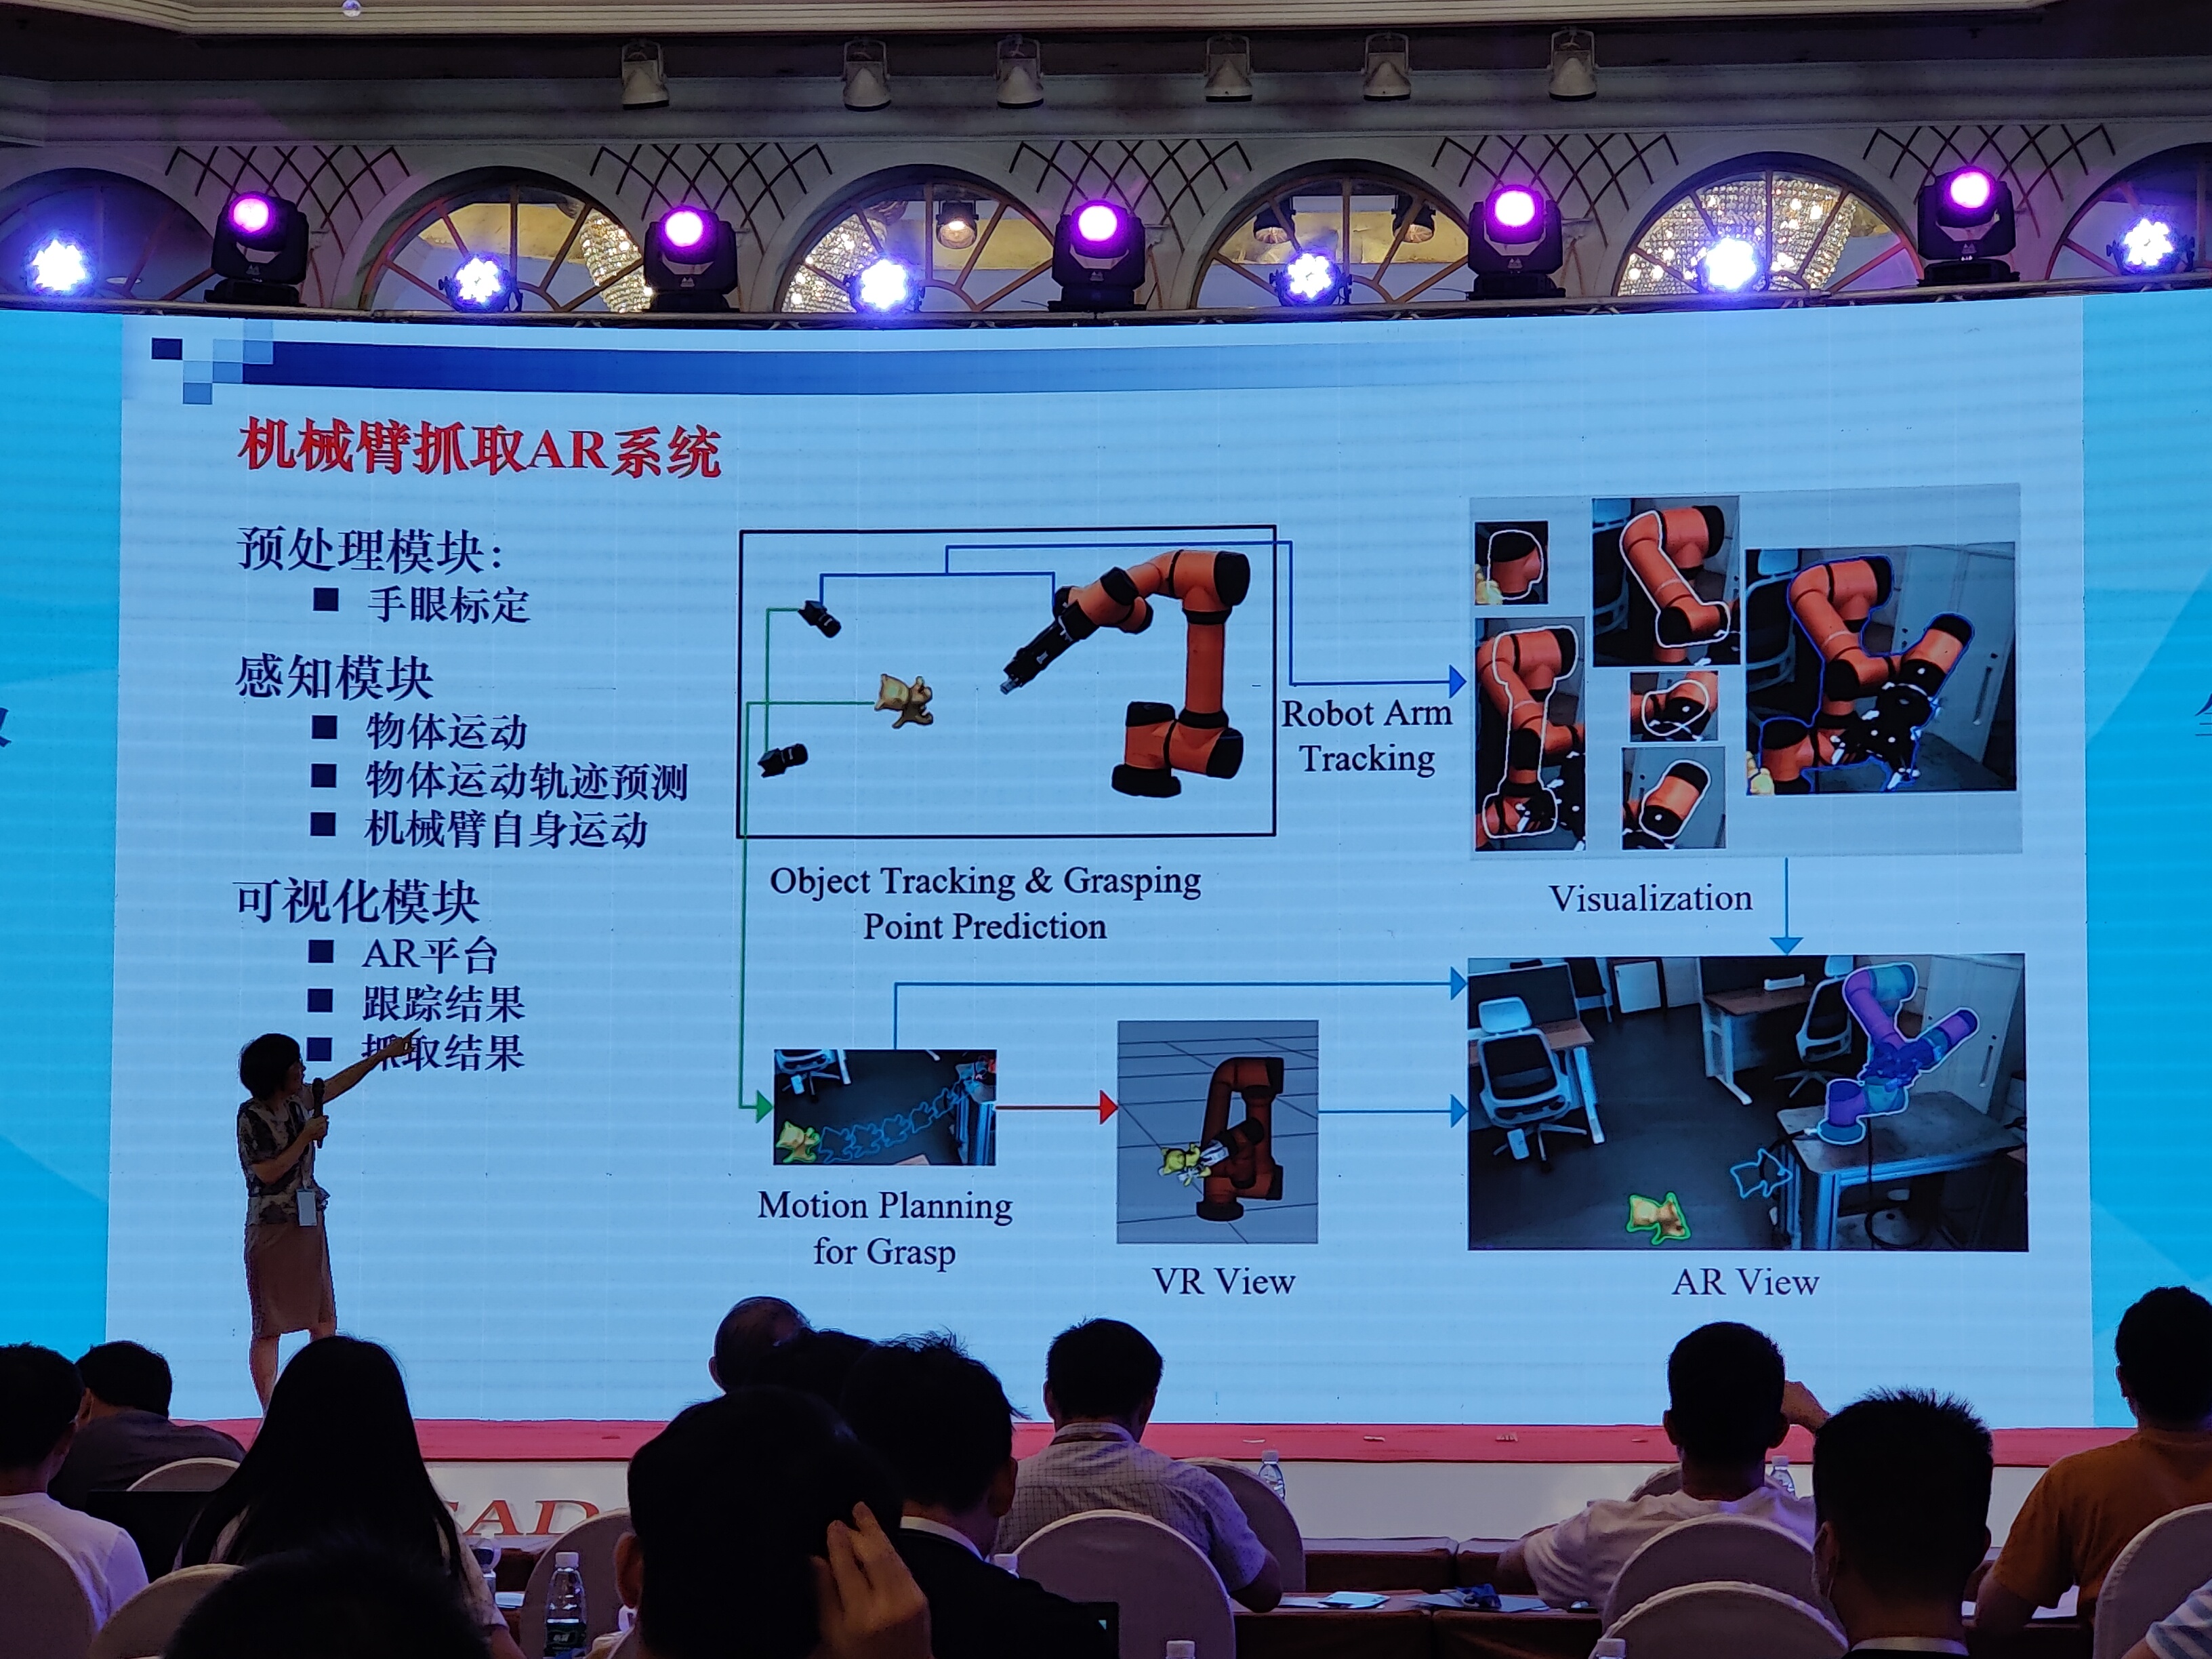 机械臂抓取AR系统
预处理模块：
■ 手眼标定
感知模块
■ 物体运动
■ 物体运动轨迹预测
■ 机械臂自身运动
可视化模块
■ AR平台
■ 跟踪结果
■ 抓取结果
Robot Arm
Tracking
Object Tracking & Grasping
Point Prediction
Visualization
Motion Planning
for Grasp
VR View
AR View